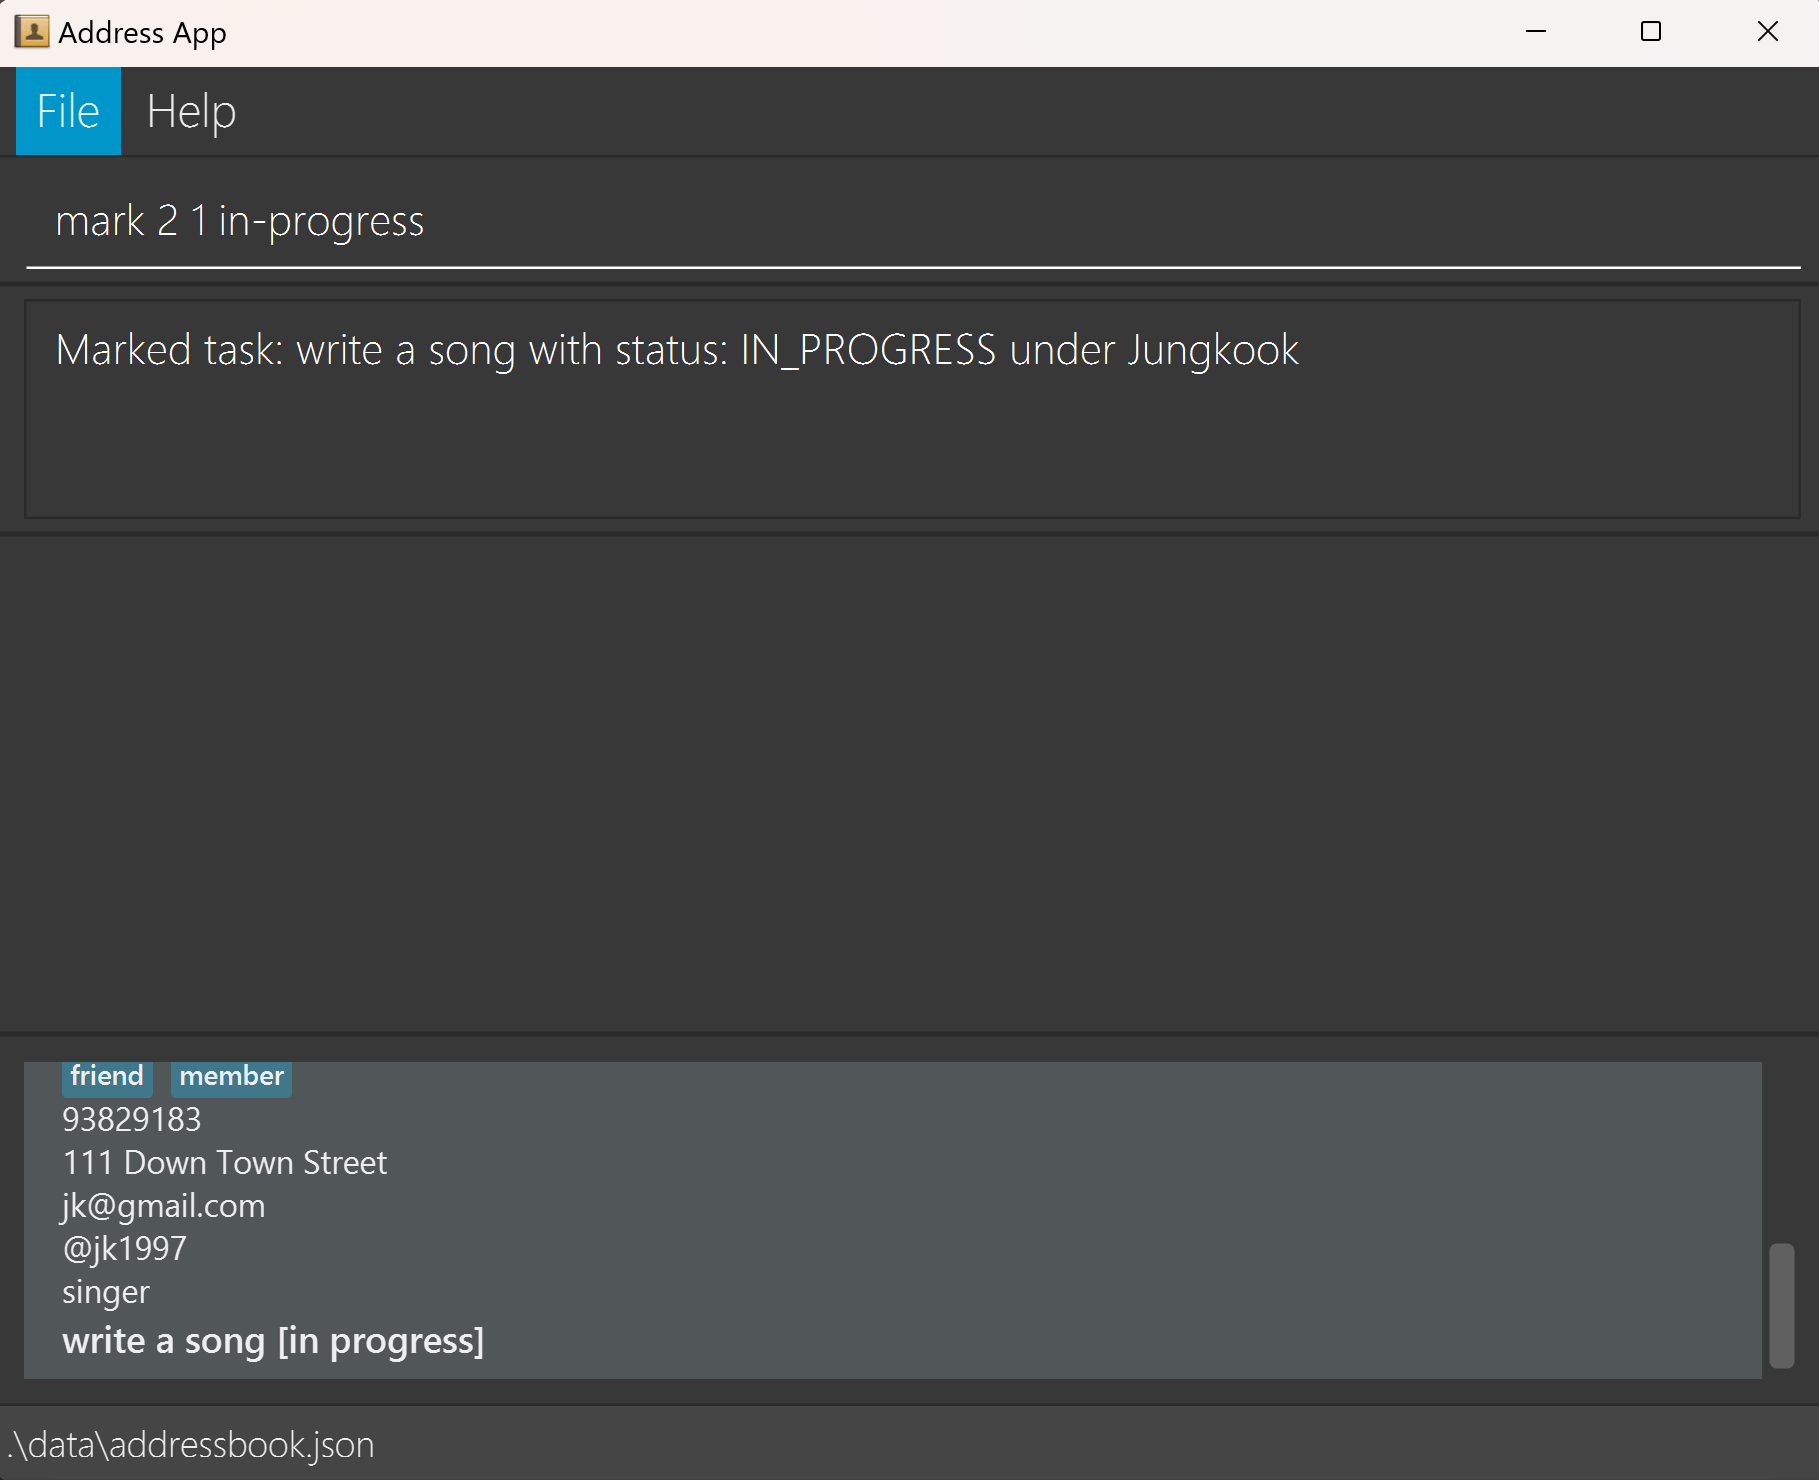 Address App
File Help
mark 2 1 in-progress
Marked task: write a song with status: IN_PROGRESS under Jungkook
friend member
93829183
111 Down Town Street
jk@gmail.com
@jk1997
singer
write a song [in progress]
.\data\addressbook.json